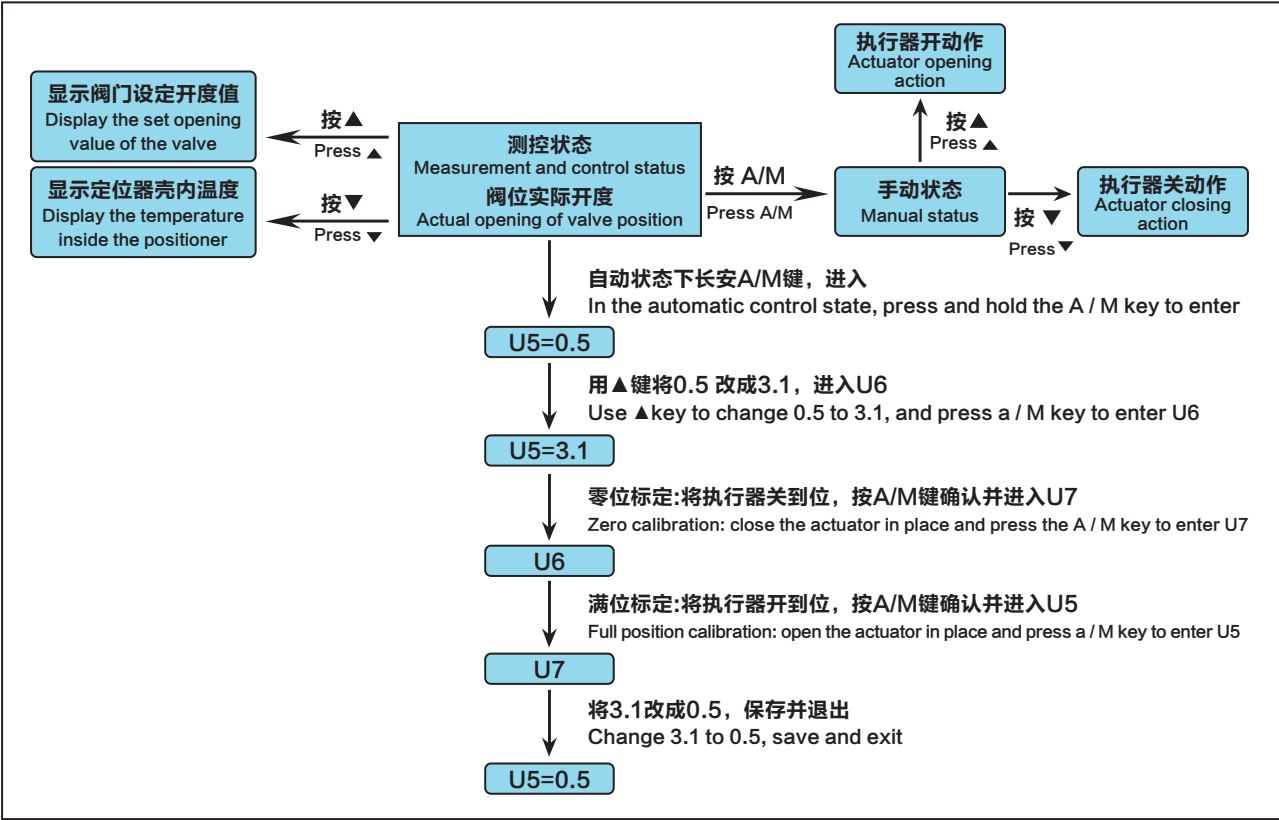 执行器开动作
Actuator opening
action
显示阀门设定开度值
Display the set opening
value of the valve
按▲
Press ▲
测控状态
Measurement and control status
阀位实际开度
Actual opening of valve position
按 A/M
Press A/M
按▲
Press ▲
手动状态
Manual status
按 ▼
Press ▼
执行器关动作
Actuator closing
action
显示定位器壳内温度
Display the temperature
inside the positioner
按▼
Press ▼
自动状态下长安A/M键，进入
In the automatic control state, press and hold the A / M key to enter
U5=0.5
用▲键将0.5 改成3.1，进入U6
Use ▲key to change 0.5 to 3.1, and press a / M key to enter U6
U5=3.1
零位标定:将执行器关到位，按A/M键确认并进入U7
Zero calibration: close the actuator in place and press the A / M key to enter U7
U6
满位标定:将执行器开到位，按A/M键确认并进入U5
Full position calibration: open the actuator in place and press a / M key to enter U5
U7
将3.1改成0.5，保存并退出
Change 3.1 to 0.5, save and exit
U5=0.5